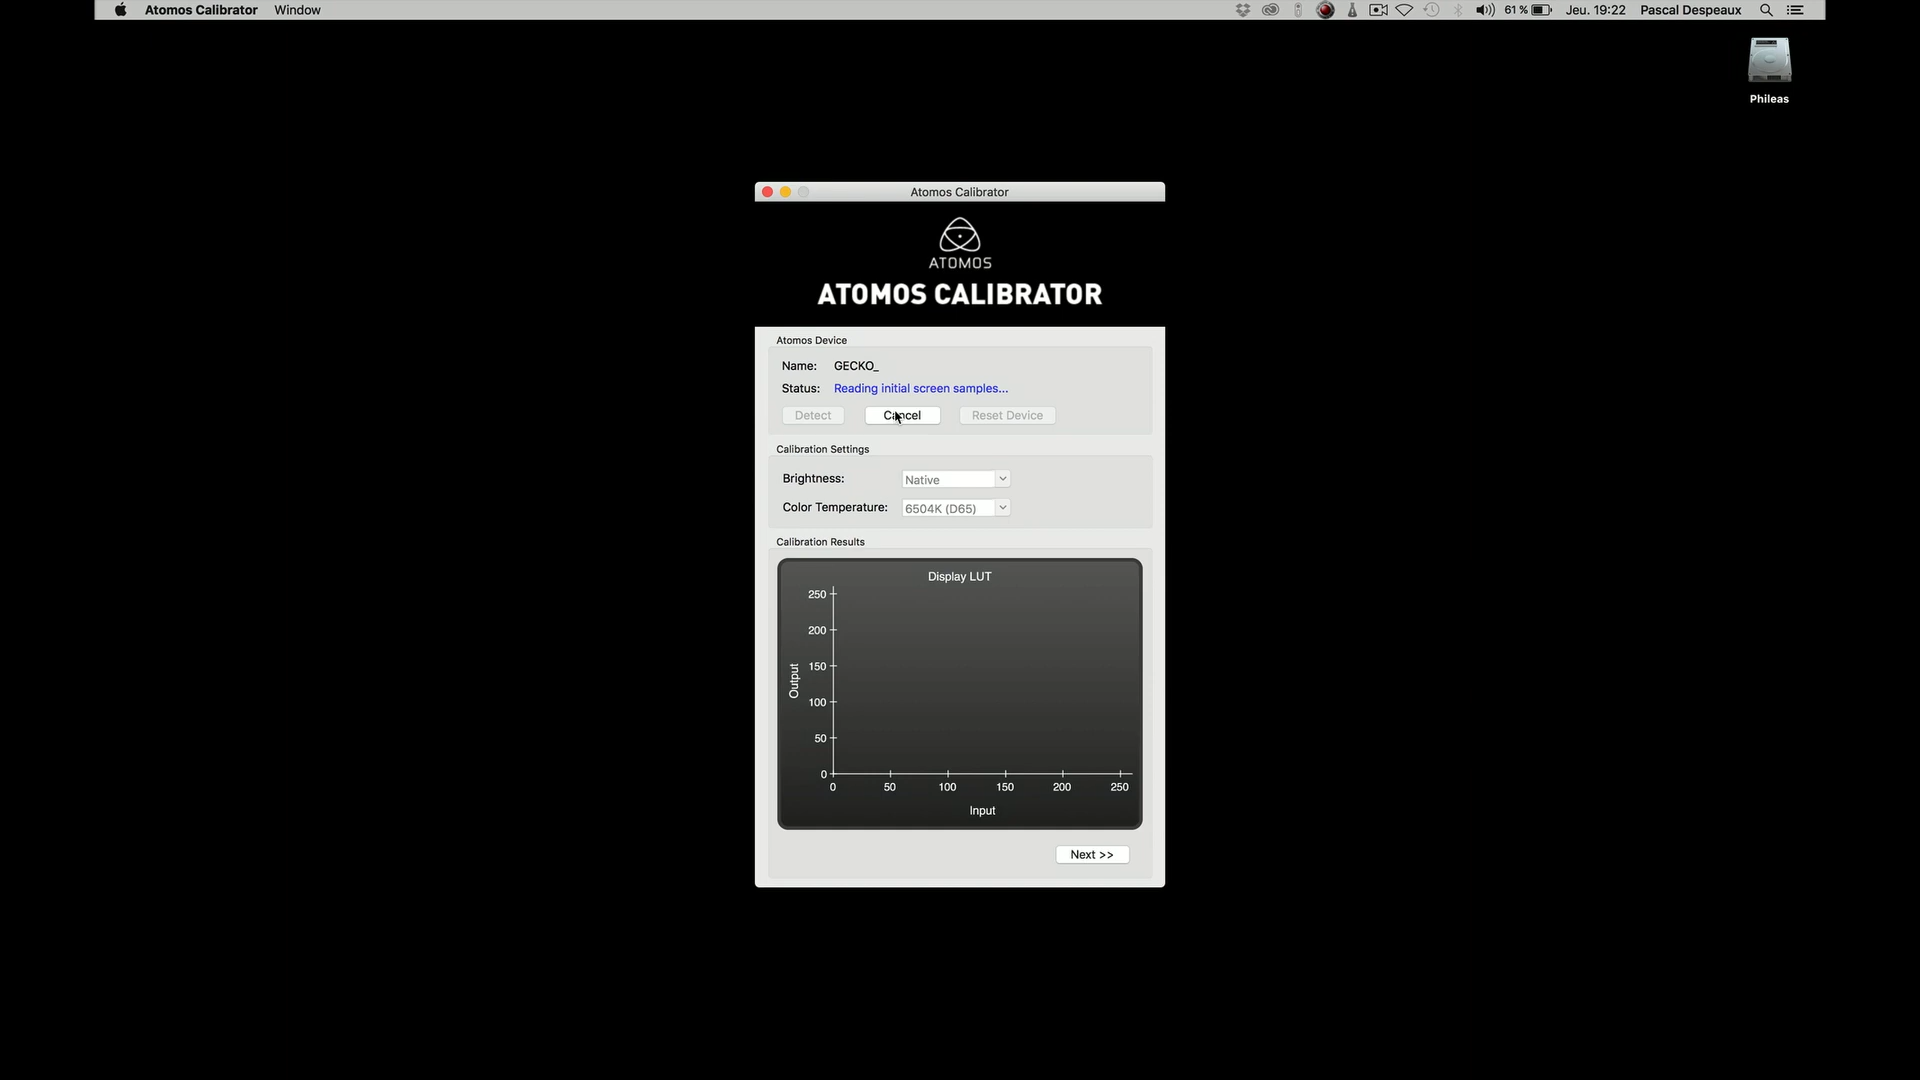 Atomos Calibrator Window 61 % Jeu. 19:22 Pascal Despeaux
Phileas
Atomos Calibrator
ATOMOS
ATOMOS CALIBRATOR
Atomos Device
Name: GECKO_
Status: Reading initial screen samples...
Detect Cancel Reset Device
Calibration Settings
Brightness: Native
Color Temperature: 6504K (D65)
Calibration Results
Display LUT
250
200
150
100
50
0
Output
0 50 100 150 200 250
Input
Next >>